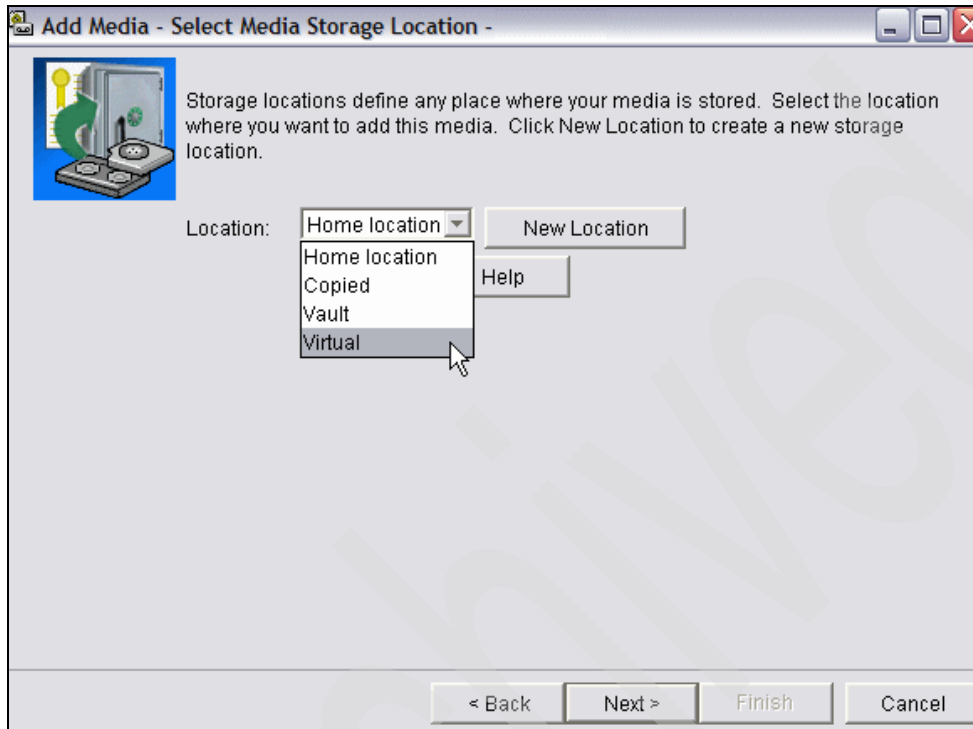 Add Media - Select Media Storage Location -
Storage locations define any place where your media is stored. Select the location
where you want to add this media. Click New Location to create a new storage
location.
Location: Home location New Location
Home location
Copied
Vault
Virtual
Help
< Back Next > Finish Cancel